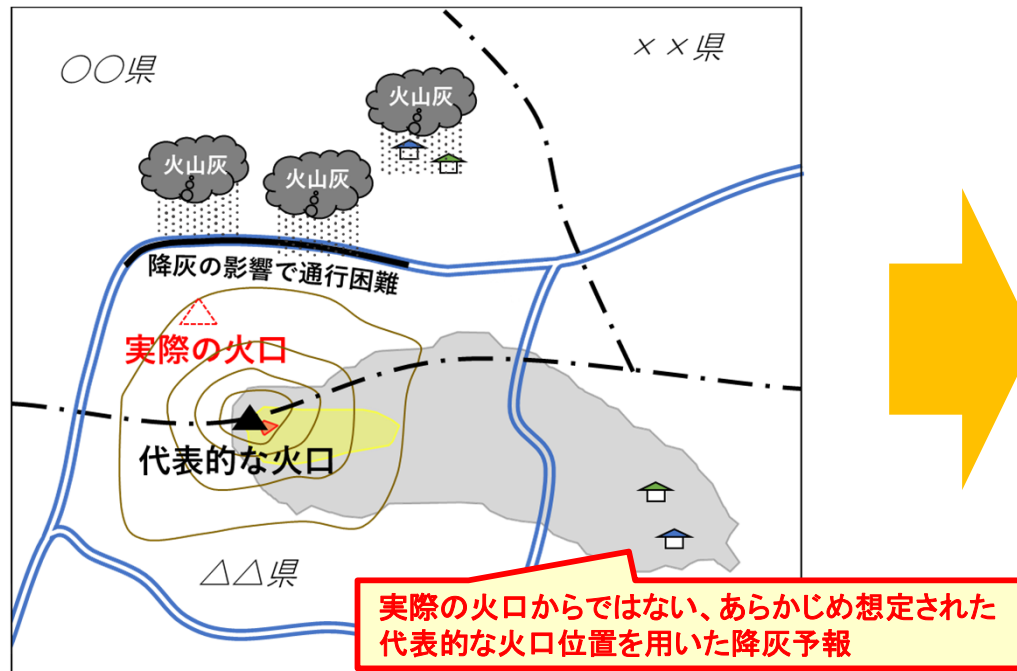 ○○県
××県
火山灰
火山灰
火山灰
降灰の影響で通行困難
実際の火口
代表的な火口
△△県
実際の火口からではない、あらかじめ想定された
代表的な火口位置を用いた降灰予報